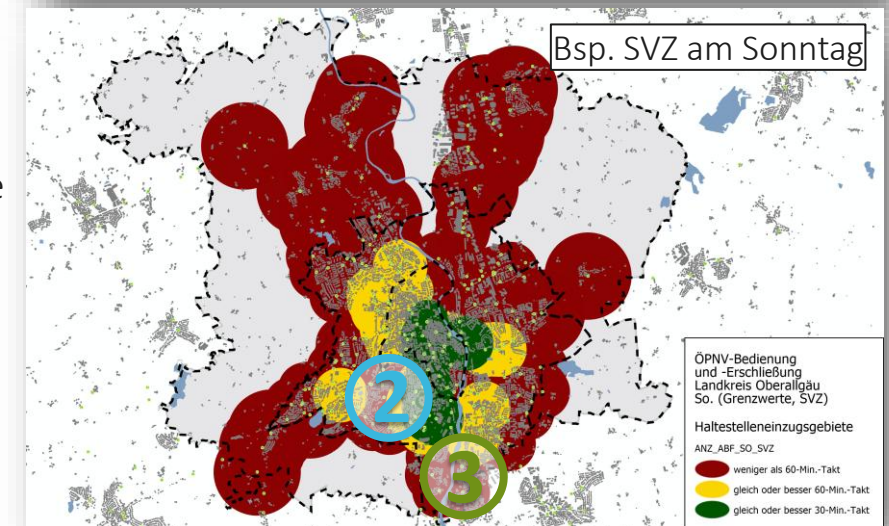 Bsp. SVZ am Sonntag
e
2
3
ÖPNV-Bedienung
und -Erschließung
Landkreis Oberallgäu
So. (Grenzwerte, SVZ)
Haltestelleneinzugsgebiete
ANZ_ABF_SO_SVZ
weniger als 60-Min.-Takt
gleich oder besser 60-Min.-Takt
gleich oder besser 30-Min.-Takt